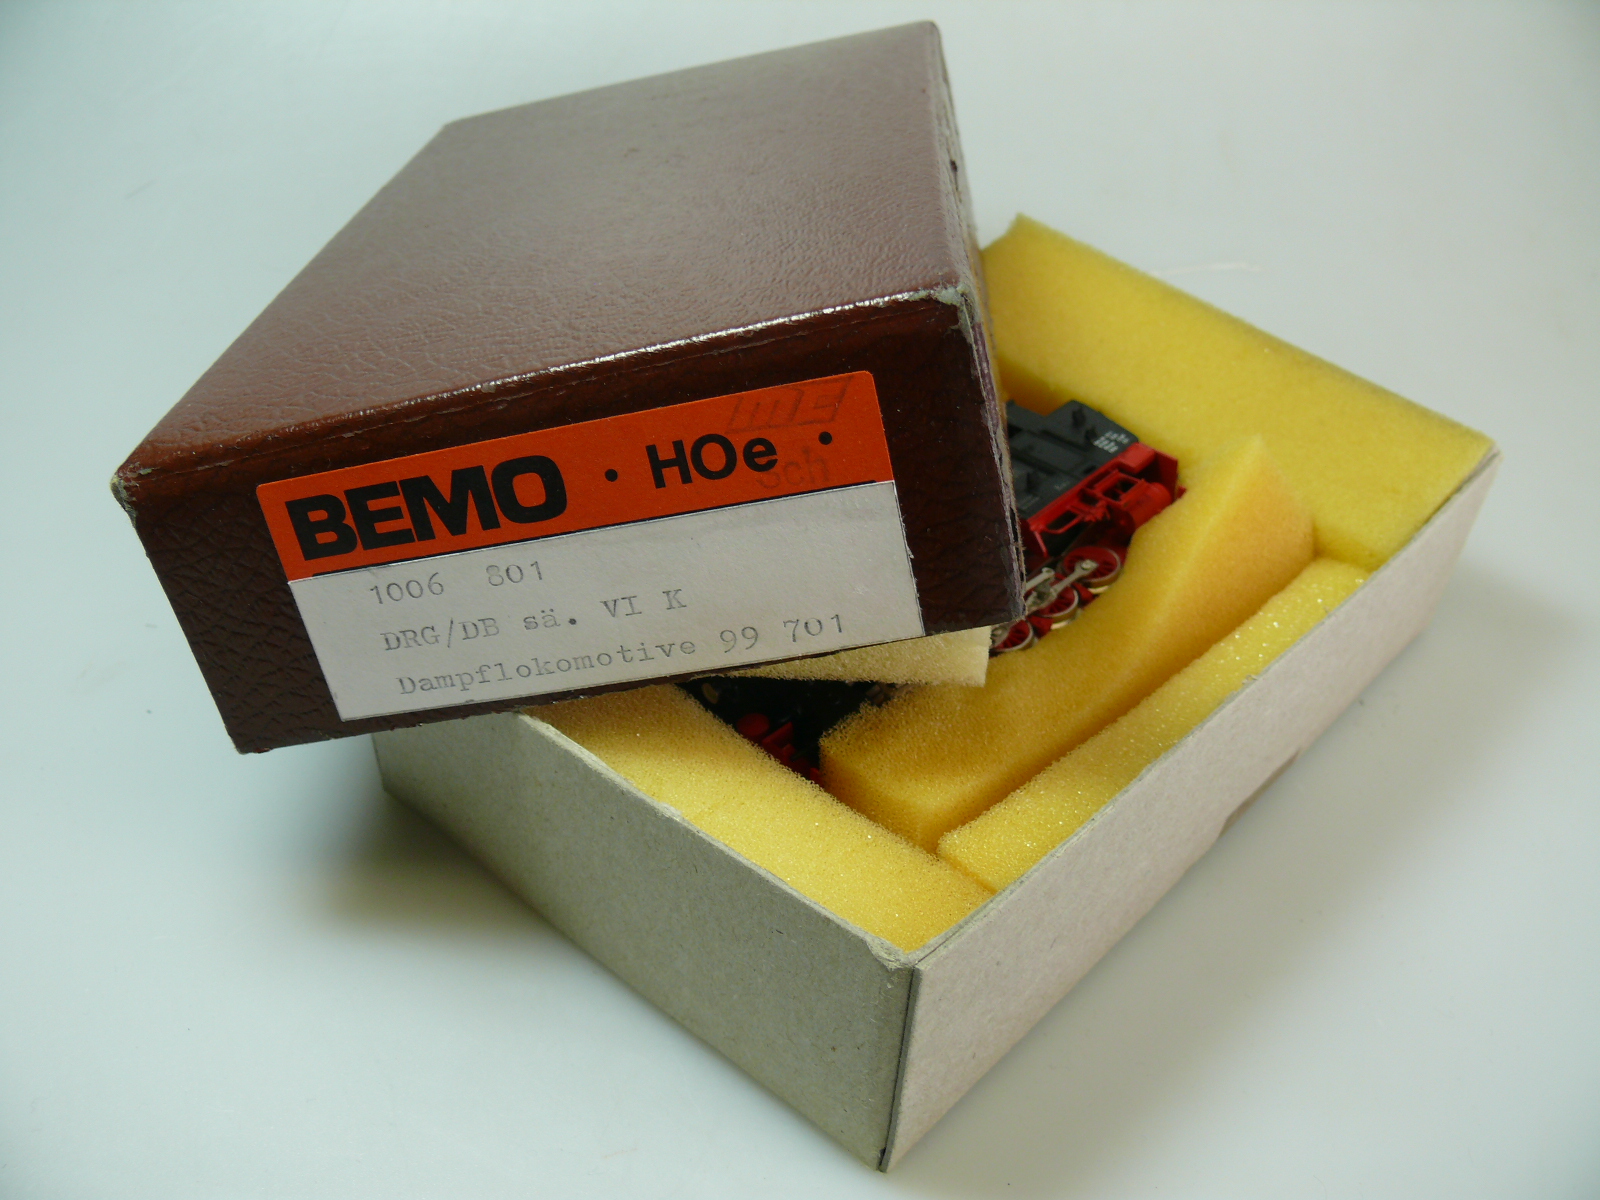 BEMO · HOe ·
1006 801
DRG/DB sä. VI K
Dampflokomotive 99 701